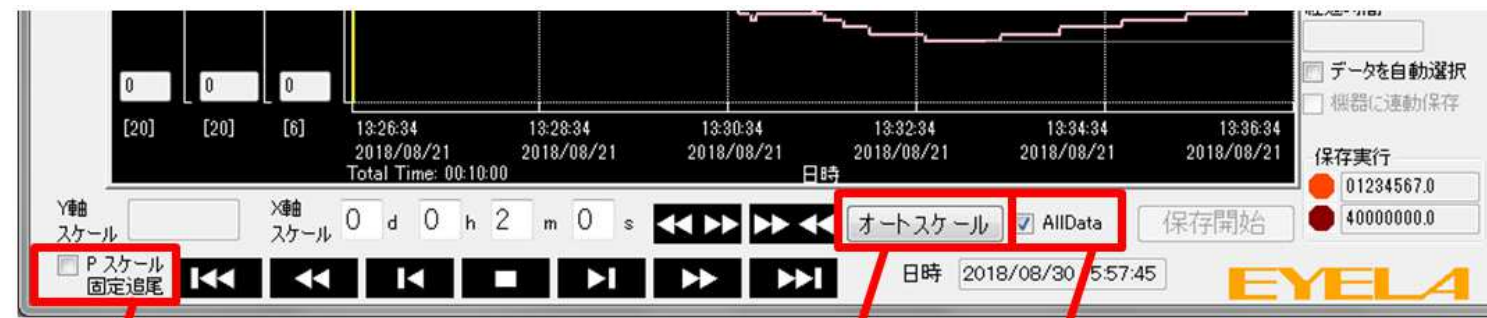 データを自動選択
機器に連動保存
0 0 0
[20] [20] [6]
13:26:34 13:28:34 13:30:34 13:32:34 13:34:34 13:36:34
2018/08/21 2018/08/21 2018/08/21 2018/08/21 2018/08/21 2018/08/21
Total Time: 00:10:00 日時
保存実行
01234567.0
40000000.0
Y軸
スケール
X軸
スケール
0 d 0 h 2 m 0 s
オートスケール
AllData
保存開始
P スケール
固定追尾
日時 2018/08/30 5:57:45
EYELA